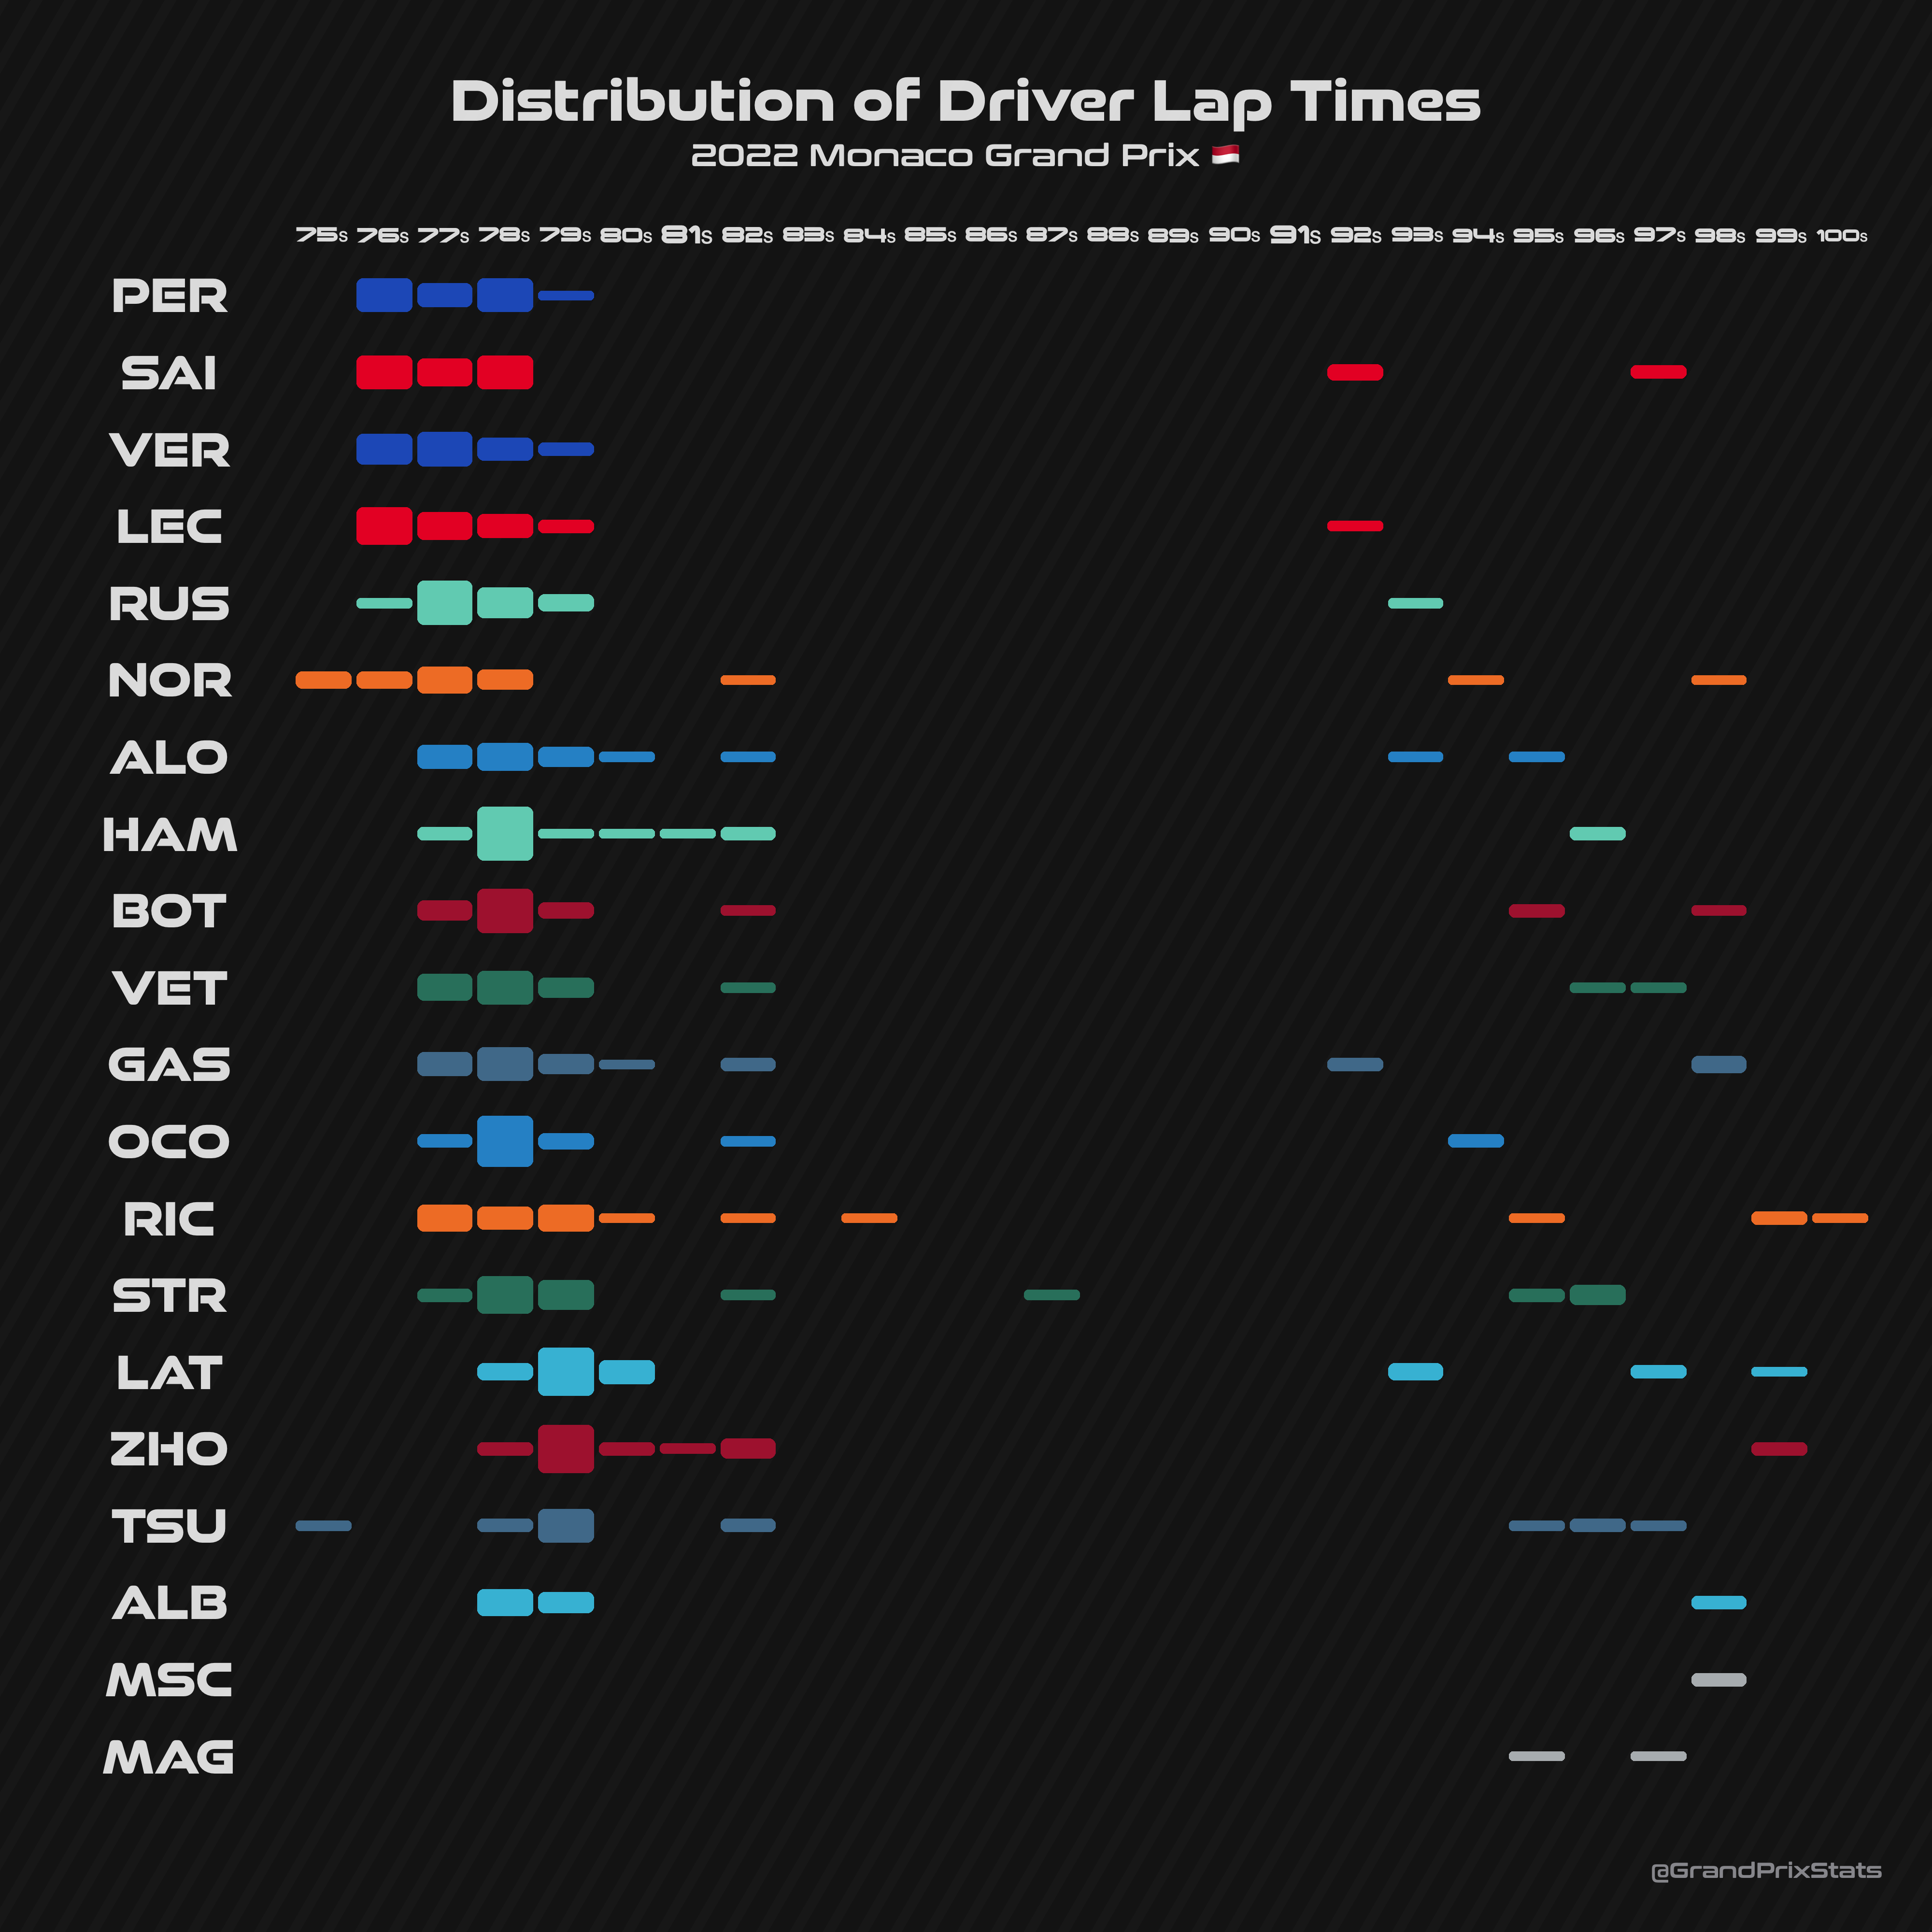 Distribution of Driver Lap Times
2022 Monaco Grand Prix 🇲🇨
75s 76s 77s 78s 79s 80s 81s 82s 83s 84s 85s 86s 87s 88s 89s 90s 91s 92s 93s 94s 95s 96s 97s 98s 99s 100s
PER
SAI
VER
LEC
RUS
NOR
ALO
HAM
BOT
VET
GAS
OCO
RIC
STR
LAT
ZHO
TSU
ALB
MSC
MAG
@GrandPrixStats